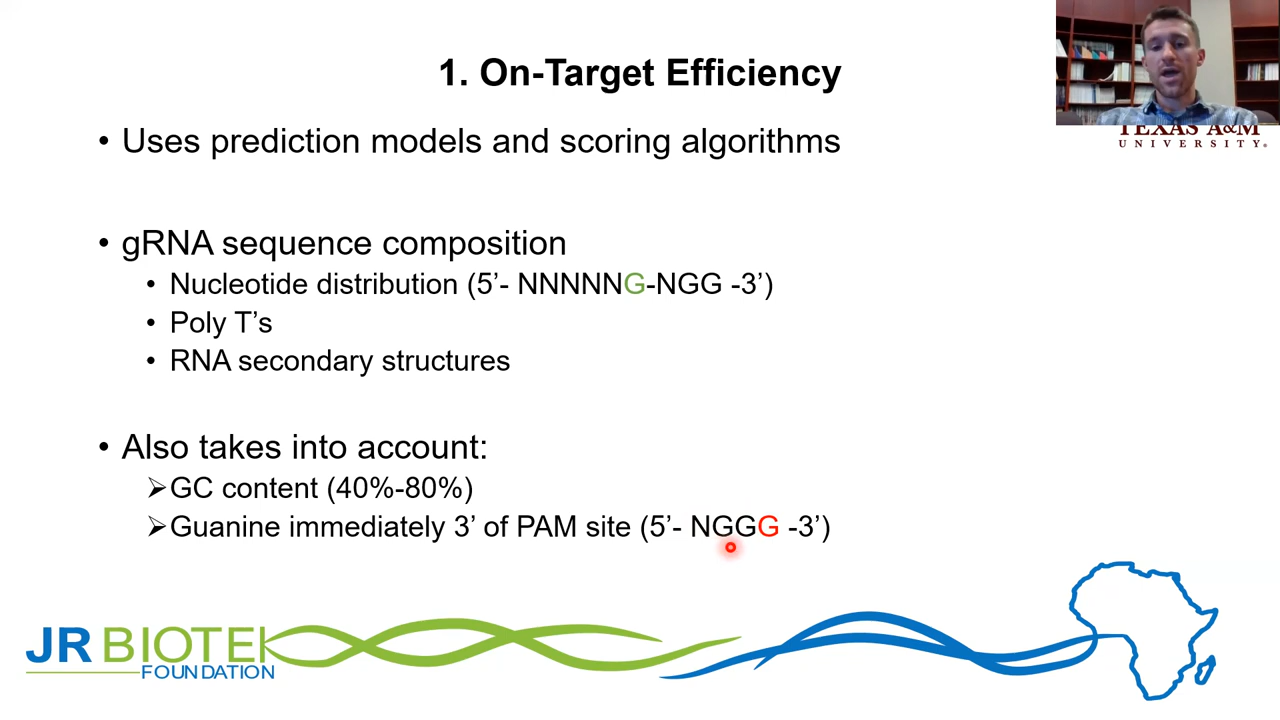 1. On-Target Efficiency
• Uses prediction models and scoring algorithms
TEXAS A&M
UNIVERSITY®
• gRNA sequence composition
• Nucleotide distribution (5’- NNNNNG-NGG -3’)
• Poly T’s
• RNA secondary structures
• Also takes into account:
➢GC content (40%-80%)
➢Guanine immediately 3’ of PAM site (5’- NGGG -3’)
JR BIOTEK
FOUNDATION